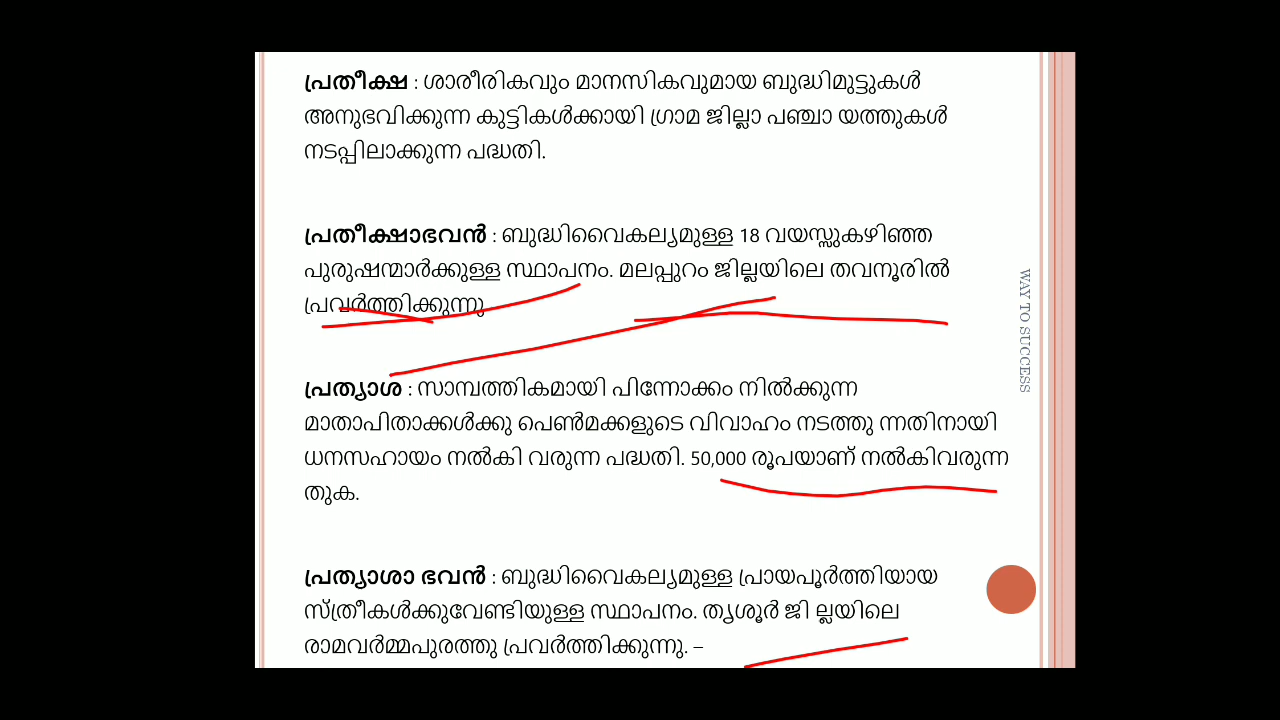 പ്രതീക്ഷ : ശാരീരികവും മാനസികവുമായ ബുദ്ധിമുട്ടുകൾ
അനുഭവിക്കുന്ന കുട്ടികൾക്കായി ഗ്രാമ ജില്ലാ പഞ്ചാ യത്തുകൾ
നടപ്പിലാക്കുന്ന പദ്ധതി.
പ്രതീക്ഷാഭവൻ : ബുദ്ധിവൈകല്യമുള്ള 18 വയസ്സുകഴിഞ്ഞ
പുരുഷന്മാർക്കുള്ള സ്ഥാപനം. മലപ്പുറം ജില്ലയിലെ തവനൂരിൽ
പ്രവർത്തിക്കുന്നു
പ്രത്യാശ : സാമ്പത്തികമായി പിന്നോക്കം നിൽക്കുന്ന
മാതാപിതാക്കൾക്കു പെൺമക്കളുടെ വിവാഹം നടത്തു ന്നതിനായി
ധനസഹായം നൽകി വരുന്ന പദ്ധതി. 50,000 രൂപയാണ് നൽകിവരുന്ന
തുക.
പ്രത്യാശാ ഭവൻ : ബുദ്ധിവൈകല്യമുള്ള പ്രായപൂർത്തിയായ
സ്ത്രീകൾക്കുവേണ്ടിയുള്ള സ്ഥാപനം. തൃശൂർ ജി ല്ലയിലെ
രാമവർമ്മപുരത്തു പ്രവർത്തിക്കുന്നു. –
WAY TO SUCCESS